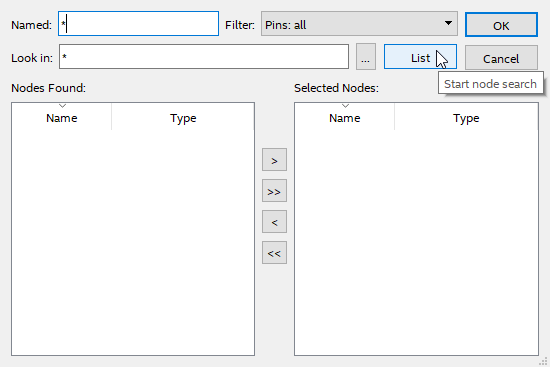 Named: * Filter: Pins: all OK
Look in: * ... List Cancel
Start node search
Nodes Found: Selected Nodes:
Name Type Name Type
>
>>
<
<<